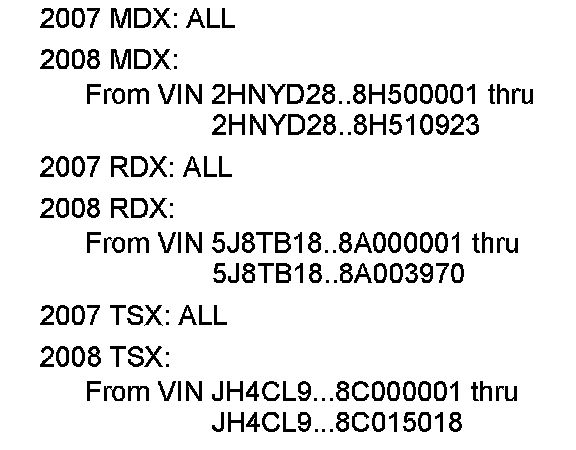 2007 MDX: ALL
2008 MDX:
From VIN 2HNYD28..8H500001 thru
2HNYD28..8H510923
2007 RDX: ALL
2008 RDX:
From VIN 5J8TB18..8A000001 thru
5J8TB18..8A003970
2007 TSX: ALL
2008 TSX:
From VIN JH4CL9...8C000001 thru
JH4CL9...8C015018